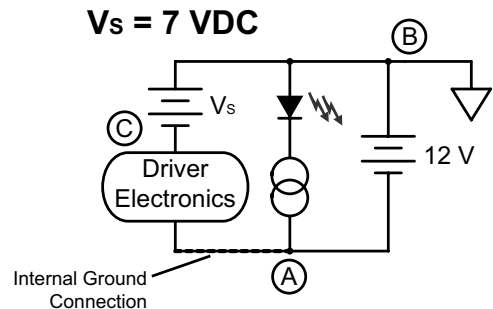 Vs = 7 VDC
B
Vs
C
12 V
Driver
Electronics
A
Internal Ground
Connection